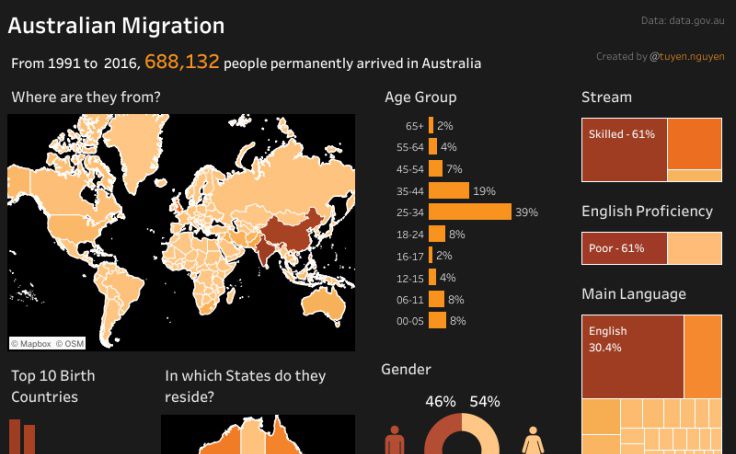 Australian Migration
Data: data.gov.au
From 1991 to 2016, 688,132 people permanently arrived in Australia
Created by @tuyen.nguyen
Where are they from?
© Mapbox © OSM
Age Group
65+ 2%
55-64 4%
45-54 7%
35-44 19%
25-34 39%
18-24 8%
16-17 2%
12-15 4%
06-11 8%
00-05 8%
Stream
Skilled - 61%
English Proficiency
Poor - 61%
Main Language
English
30.4%
Top 10 Birth
Countries
In which States do they
reside?
Gender
46% 54%